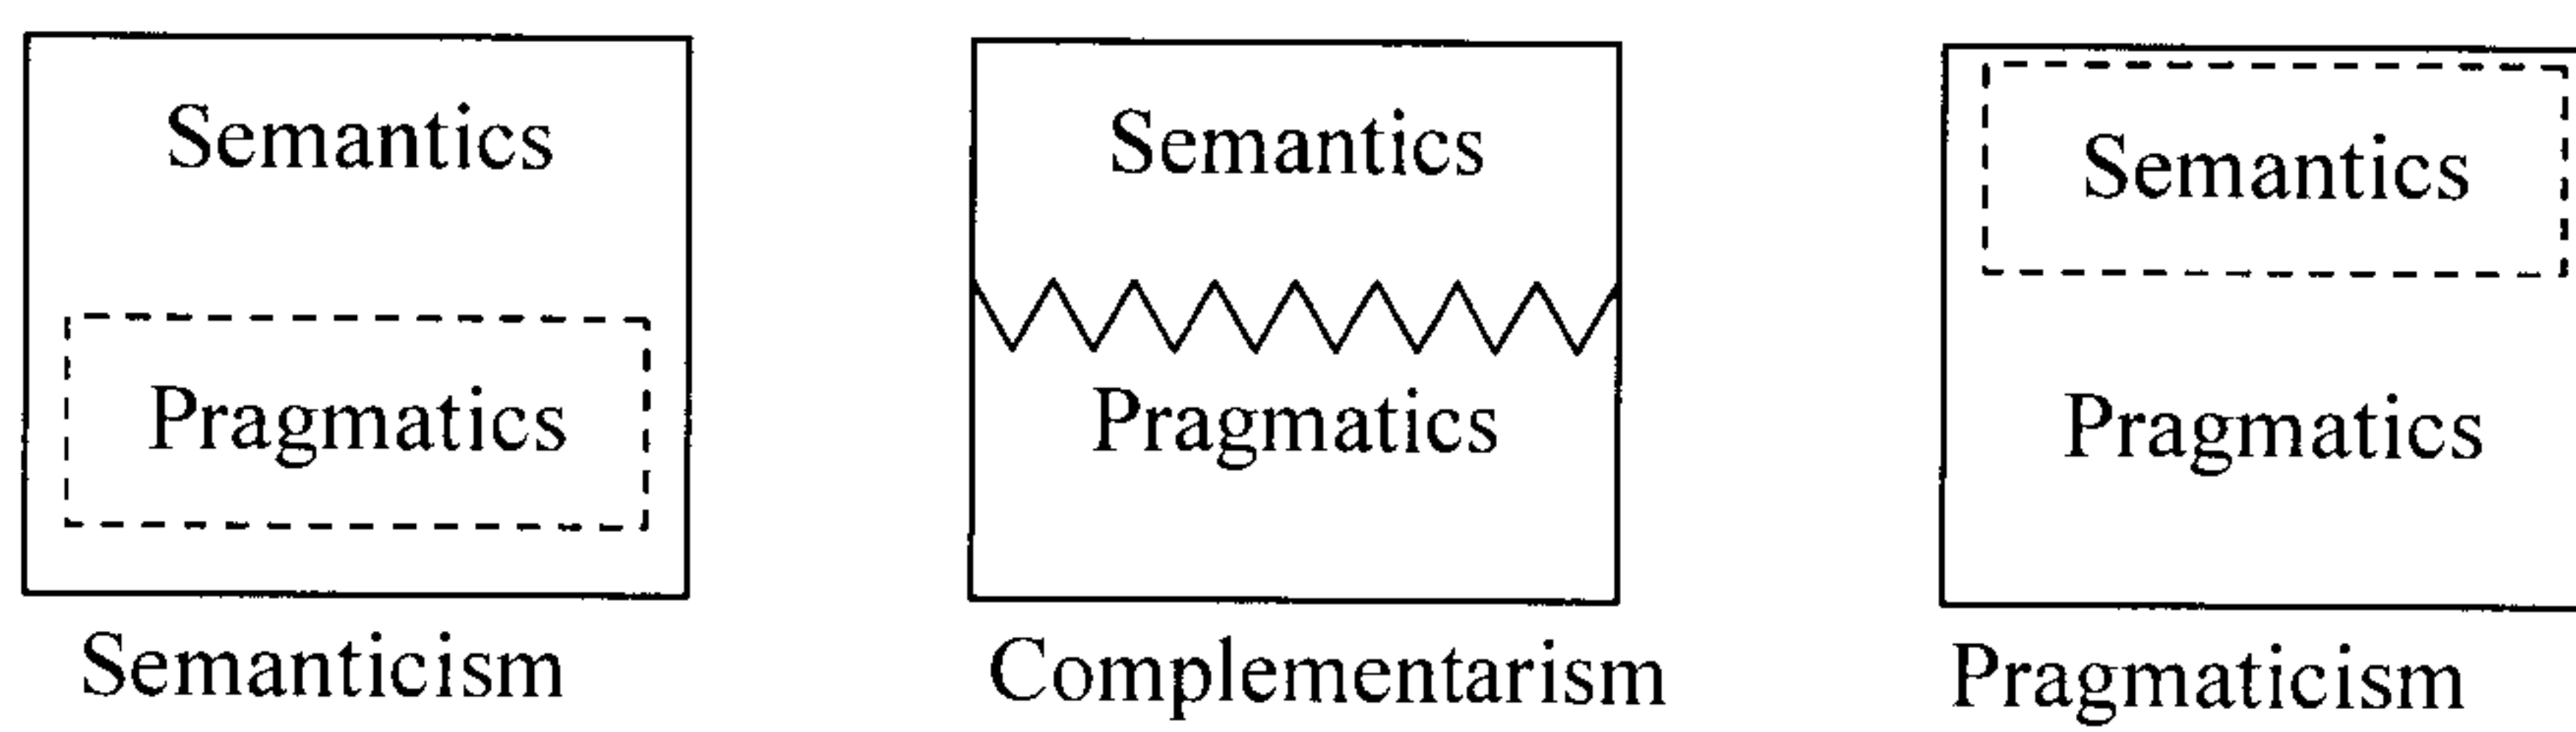 Semantics
Pragmatics
Semanticism
Semantics
Pragmatics
Complementarism
Semantics
Pragmatics
Pragmaticism